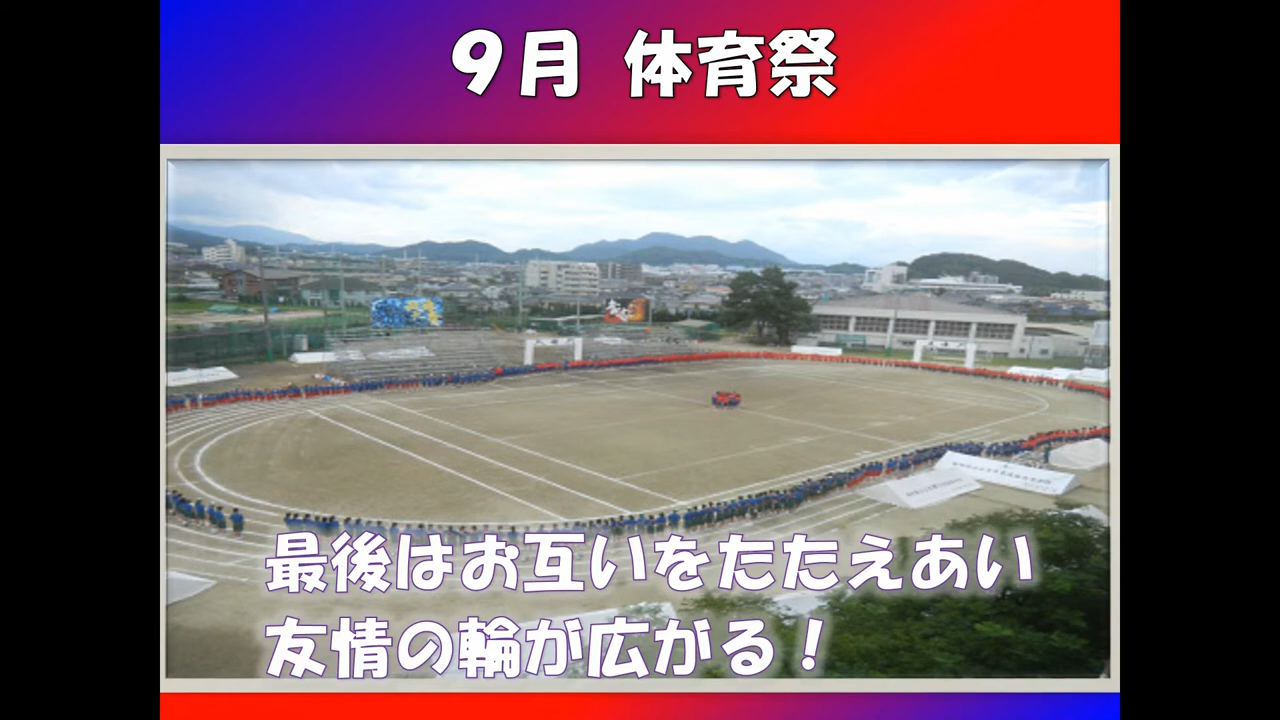 ９月 体育祭
最後はお互いをたたえあい
友情の輪が広がる！